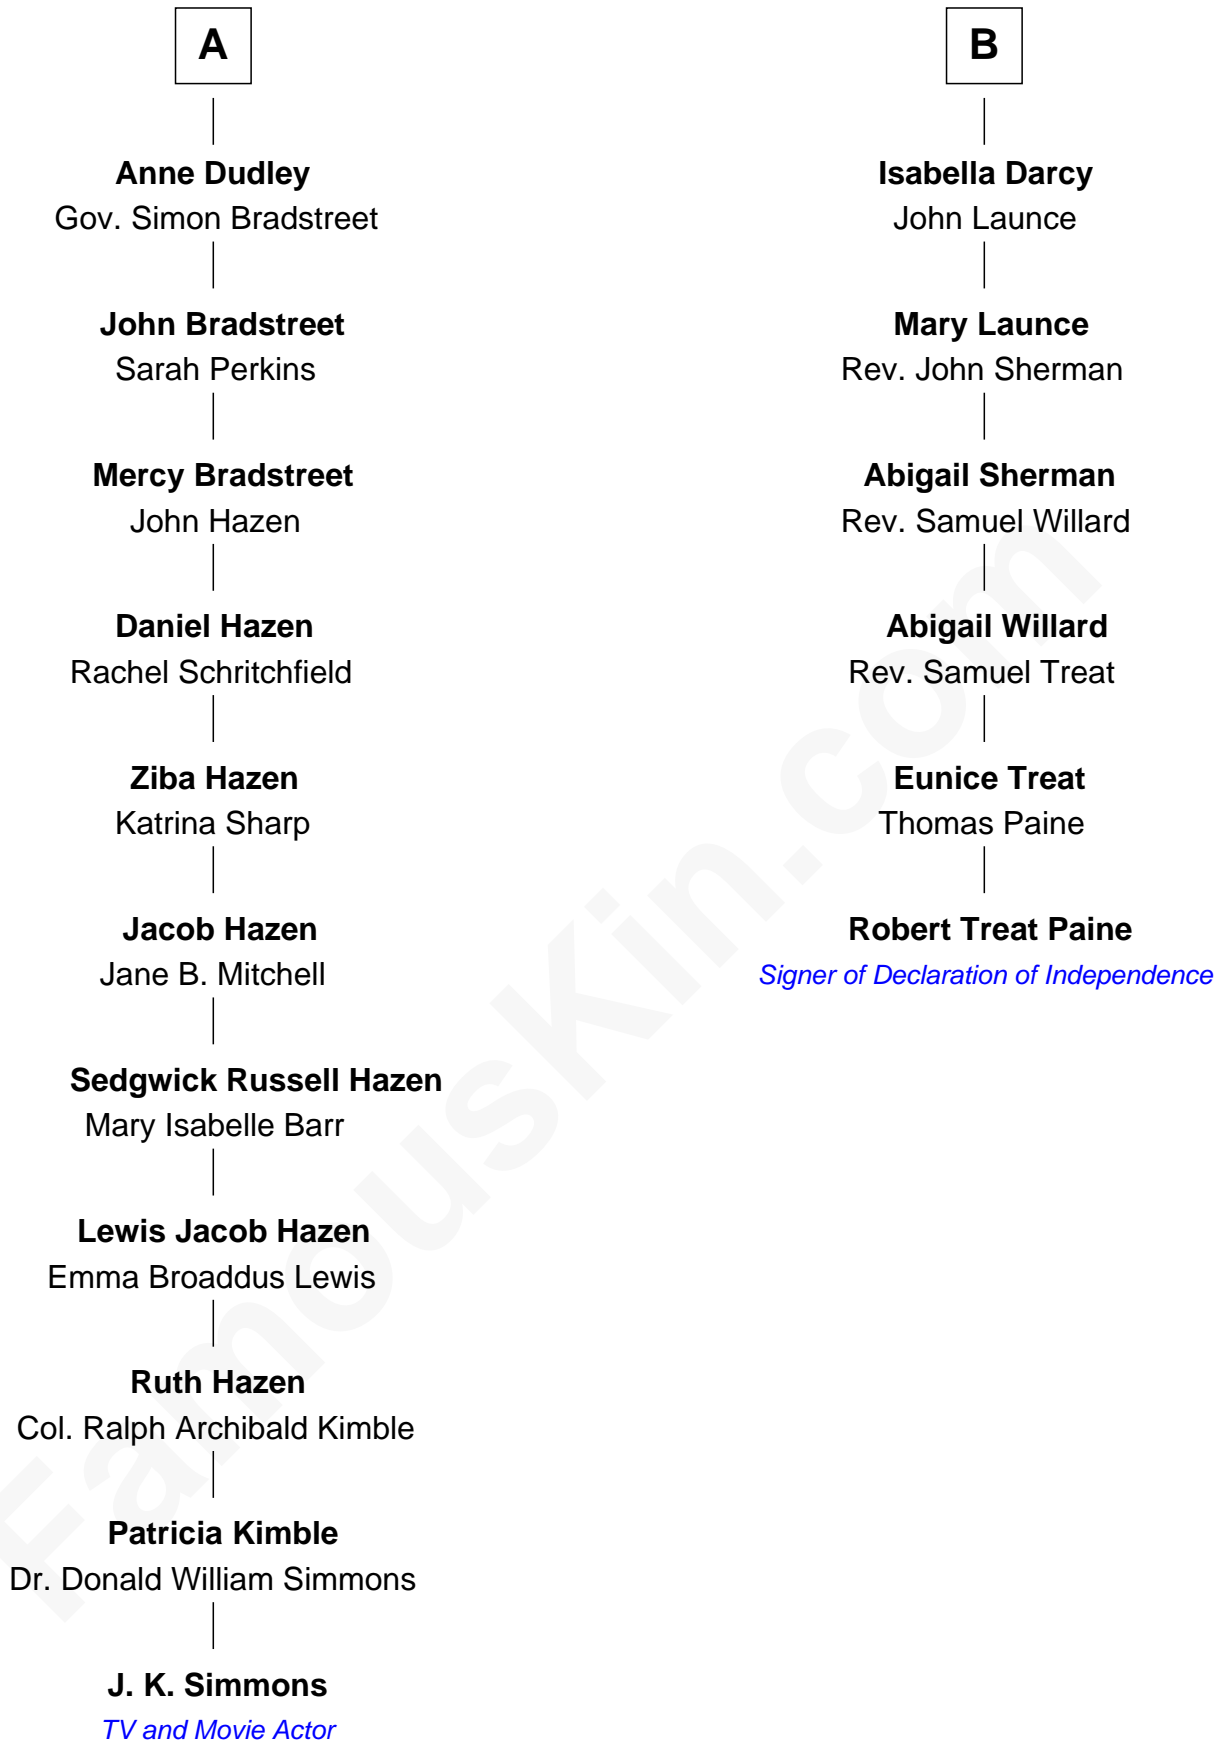 A
Anne Dudley
Gov. Simon Bradstreet
John Bradstreet
Sarah Perkins
Mercy Bradstreet
John Hazen
Daniel Hazen
Rachel Schritchfield
Ziba Hazen
Katrina Sharp
Jacob Hazen
Jane B. Mitchell
Sedgwick Russell Hazen
Mary Isabelle Barr
Lewis Jacob Hazen
Emma Broaddus Lewis
Ruth Hazen
Col. Ralph Archibald Kimble
Patricia Kimble
Dr. Donald William Simmons
J. K. Simmons
TV and Movie Actor
B
Isabella Darcy
John Launce
Mary Launce
Rev. John Sherman
Abigail Sherman
Rev. Samuel Willard
Abigail Willard
Rev. Samuel Treat
Eunice Treat
Thomas Paine
Robert Treat Paine
Signer of Declaration of Independence
FamousKin.com